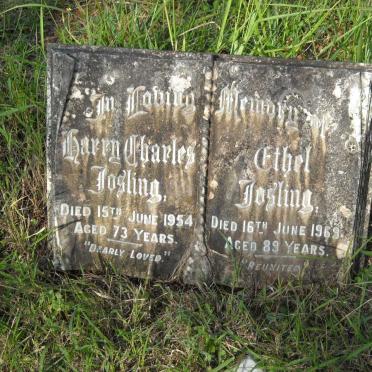 "In Loving Memory of
Harry Charles
Josling,
Died 15TH June 1954
Aged 73 Years.
"Dearly Loved"
Ethel
Josling,
Died 16TH June 1969
Aged 89 Years.
"Reunited"